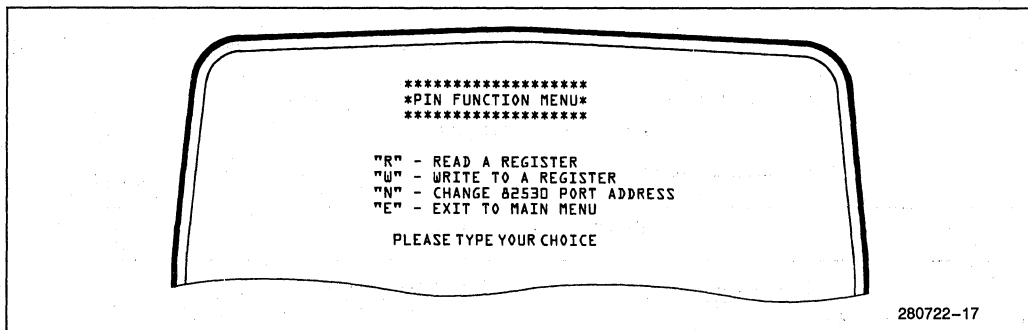 *******************
*PIN FUNCTION MENU*
*******************
"R" - READ A REGISTER
"W" - WRITE TO A REGISTER
"N" - CHANGE 82530 PORT ADDRESS
"E" - EXIT TO MAIN MENU
PLEASE TYPE YOUR CHOICE
280722-17